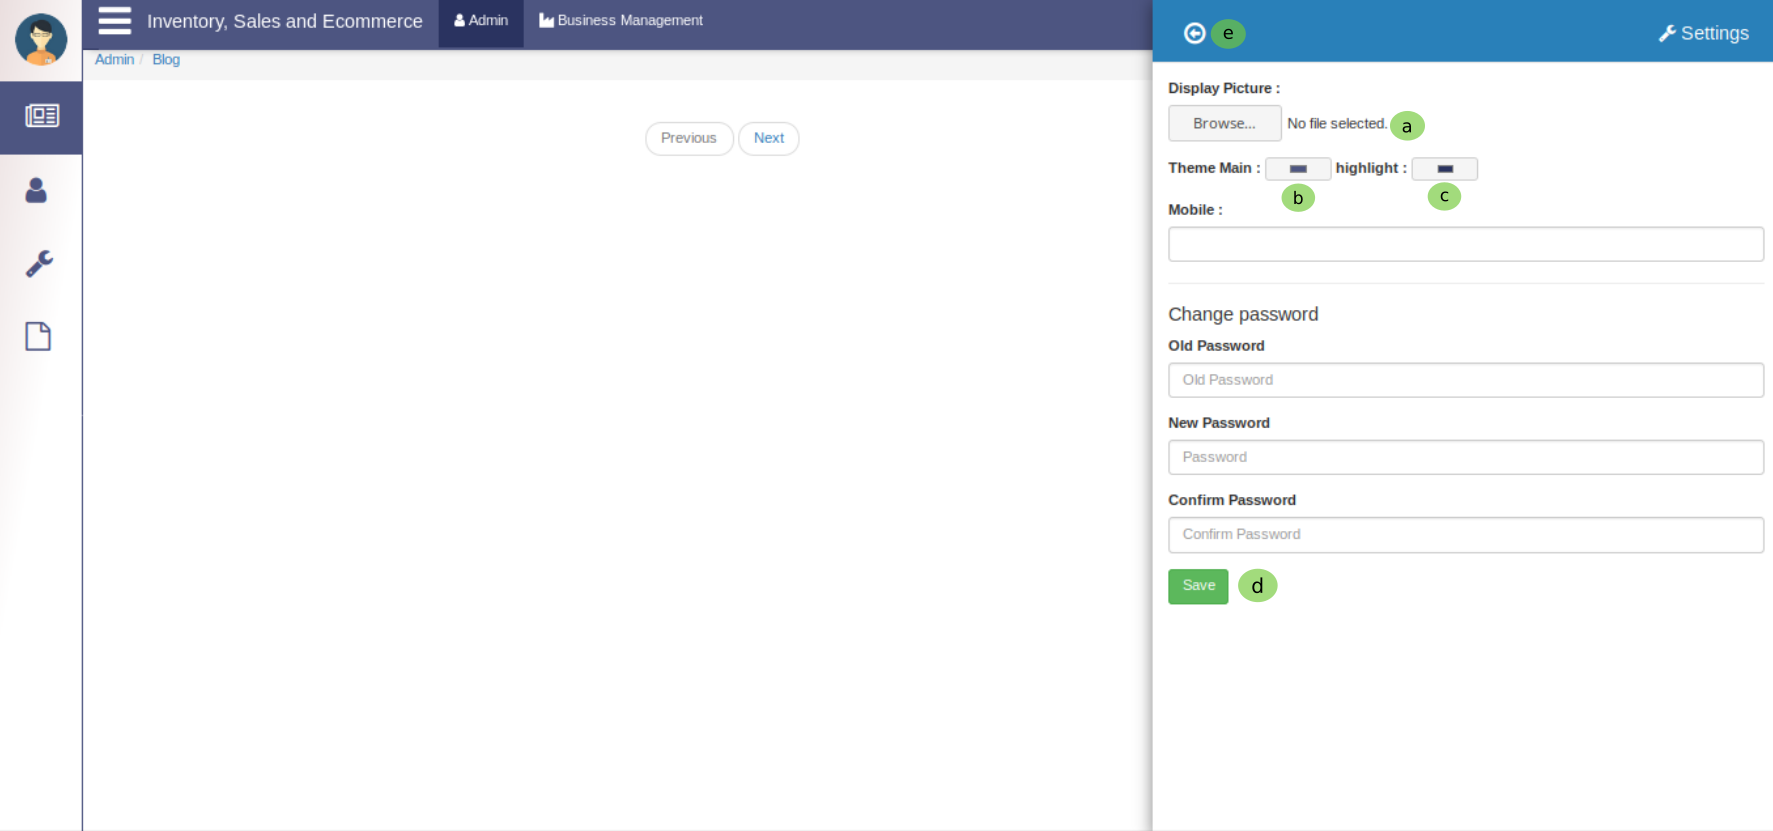 Inventory, Sales and Ecommerce Admin Business Management
Admin / Blog
Previous Next
e Settings
Display Picture :
Browse... No file selected. a
Theme Main : highlight :
b c
Mobile :
Change password
Old Password
Old Password
New Password
Password
Confirm Password
Confirm Password
Save d